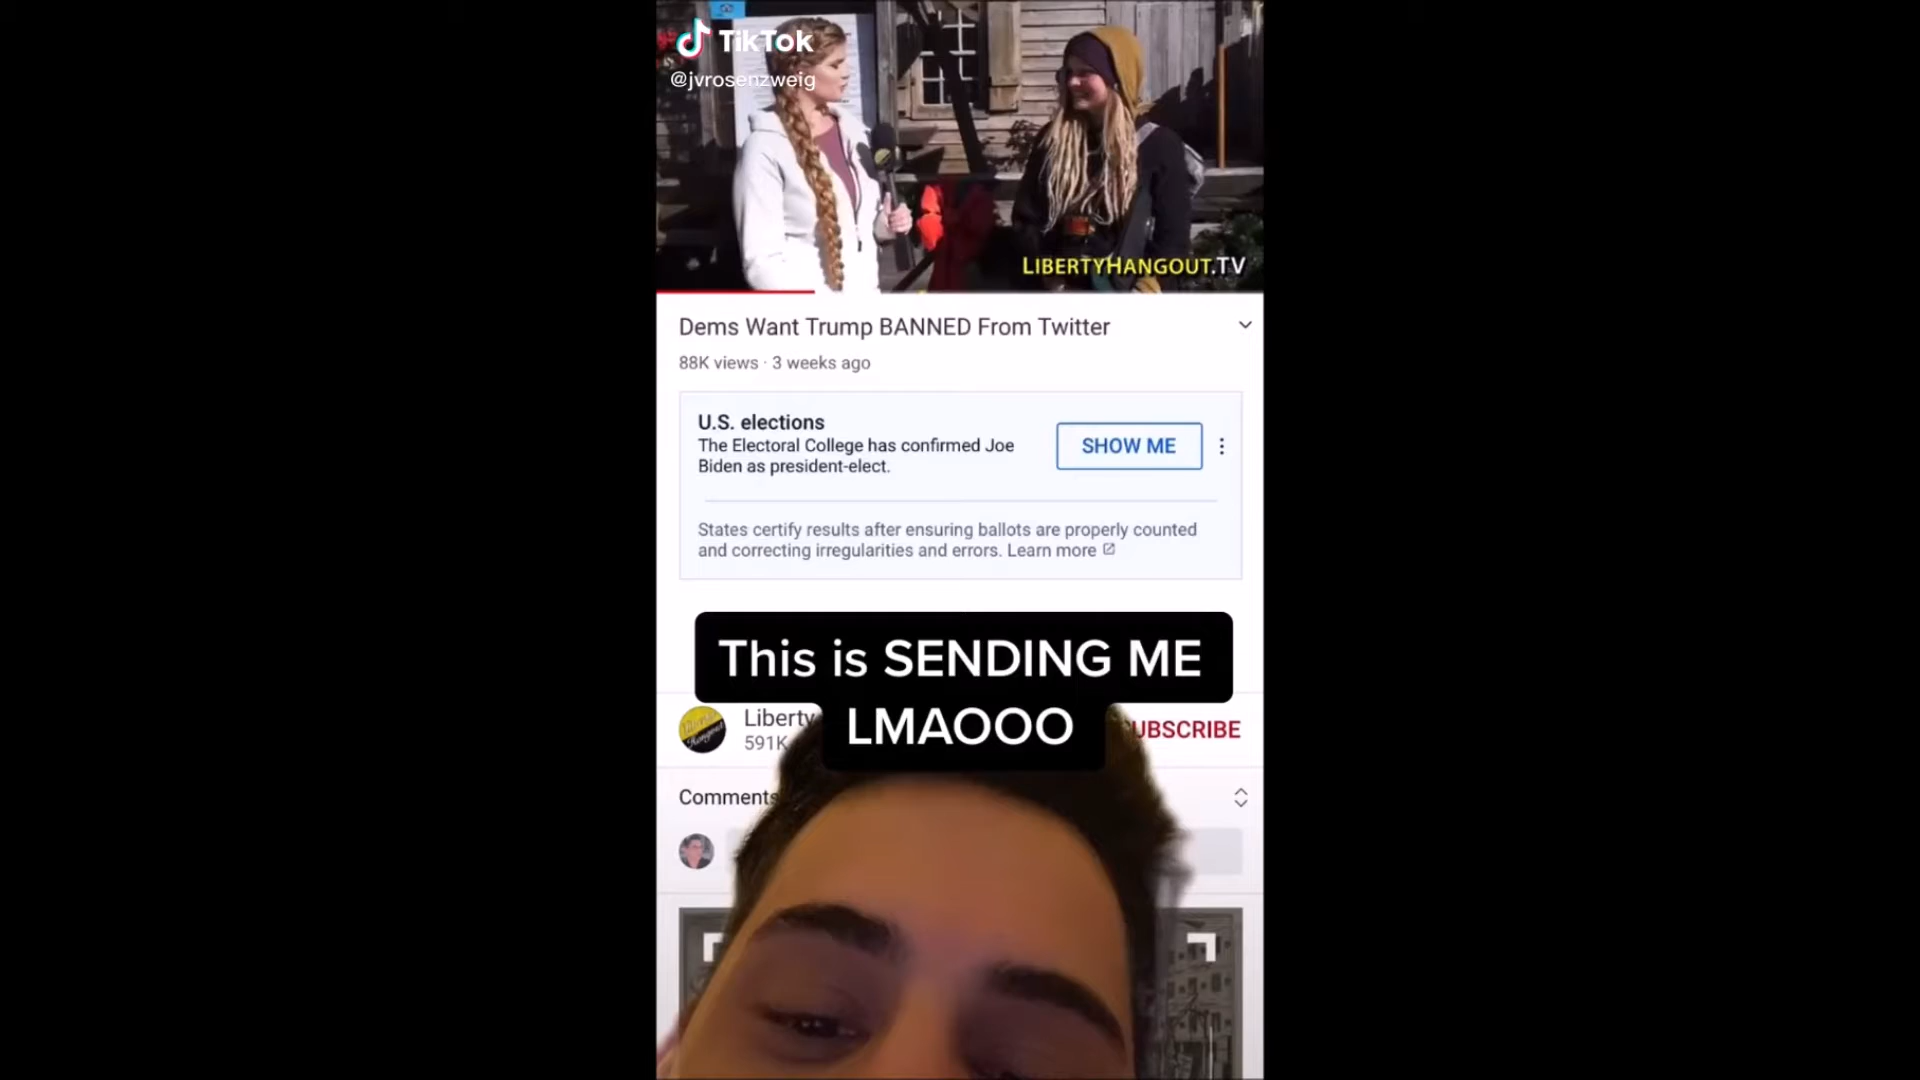 TikTok
@jvrosenzweig
LIBERTYHANGOUT.TV
Dems Want Trump BANNED From Twitter
88K views · 3 weeks ago
U.S. elections
The Electoral College has confirmed Joe
Biden as president-elect.
SHOW ME
States certify results after ensuring ballots are properly counted
and correcting irregularities and errors. Learn more
This is SENDING ME
LMAOOO
Liberty
591K
UBSCRIBE
Comments